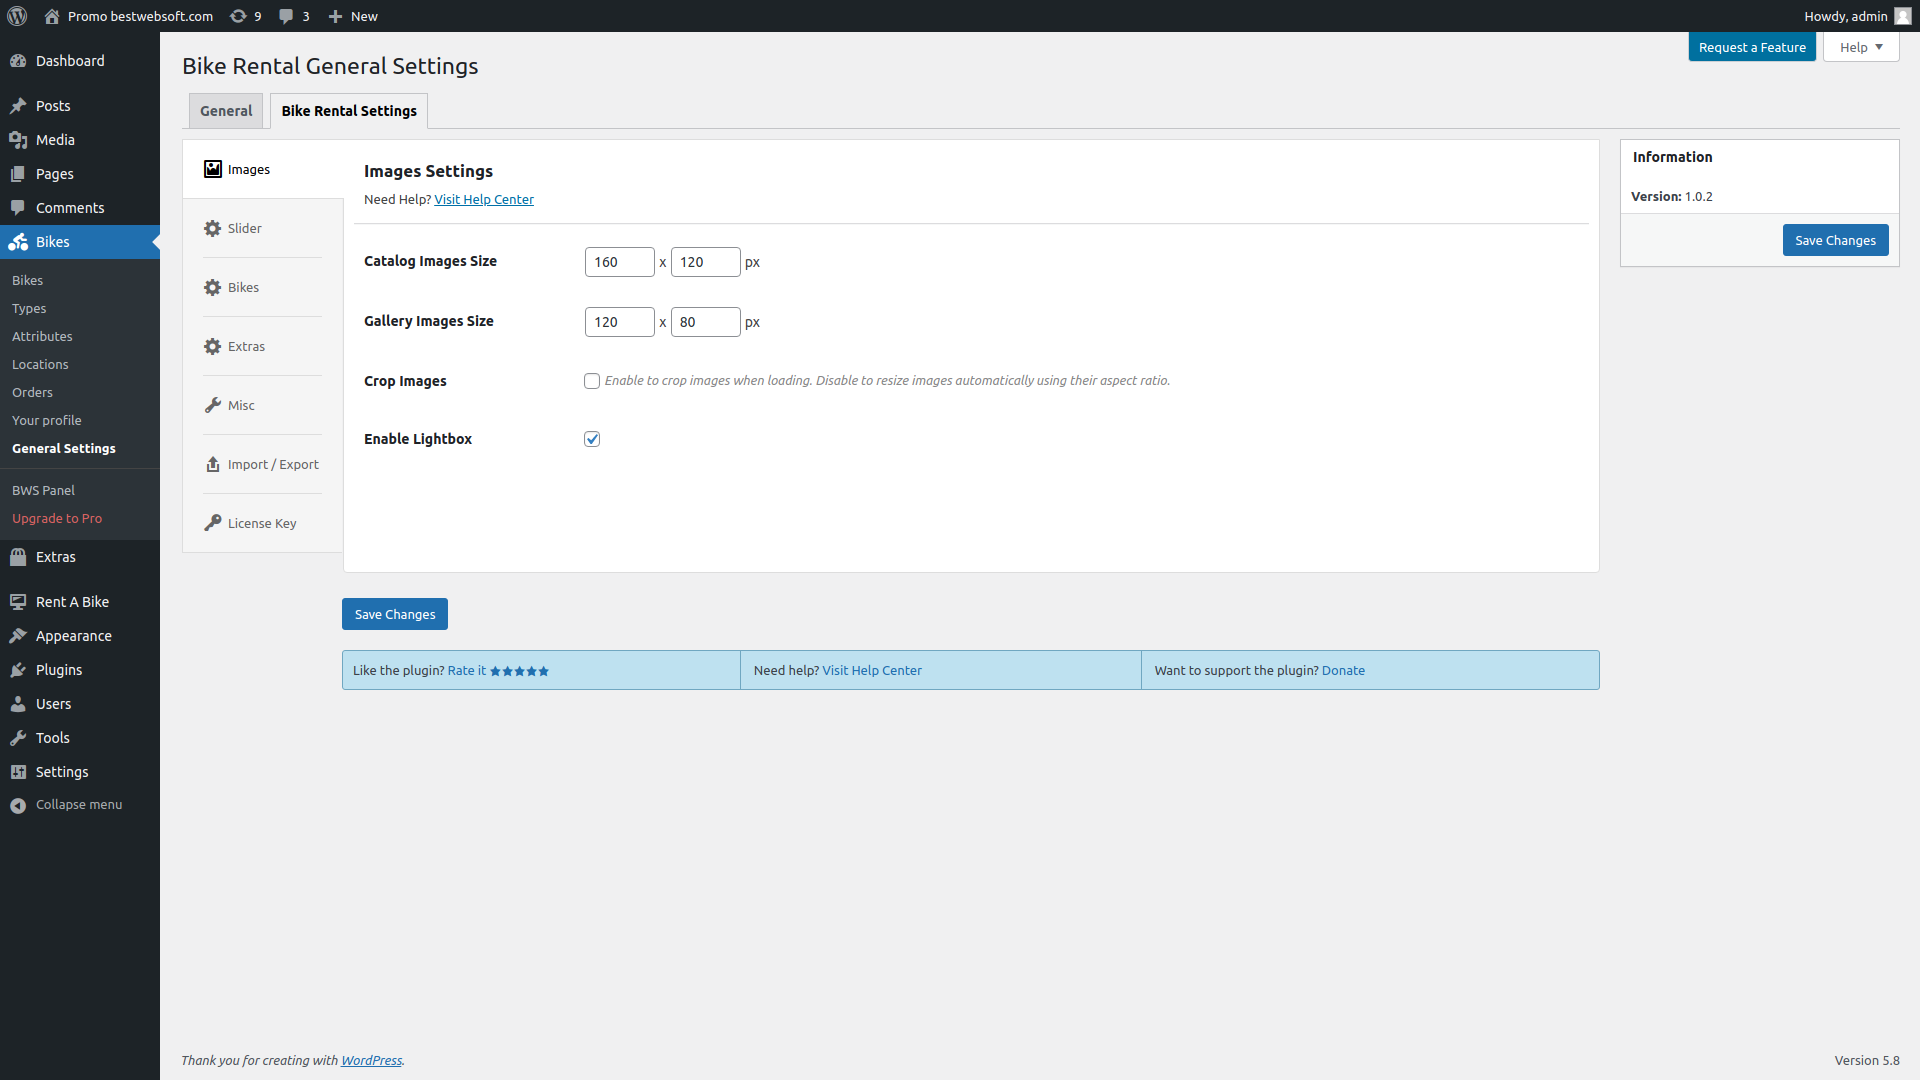 Promo bestwebsoft.com 9 3 New Howdy, admin
Dashboard
Posts
Media
Pages
Comments
Bikes
Bikes
Types
Attributes
Locations
Orders
Your profile
General Settings
BWS Panel
Upgrade to Pro
Extras
Rent A Bike
Appearance
Plugins
Users
Tools
Settings
Collapse menu
Request a Feature Help
Bike Rental General Settings
General Bike Rental Settings
Images
Slider
Bikes
Extras
Misc
Import / Export
License Key
Images Settings
Need Help? Visit Help Center
Catalog Images Size 160 x 120 px
Gallery Images Size 120 x 80 px
Crop Images Enable to crop images when loading. Disable to resize images automatically using their aspect ratio.
Enable Lightbox
Save Changes
Like the plugin? Rate it ★★★★★ Need help? Visit Help Center Want to support the plugin? Donate
Information
Version: 1.0.2
Save Changes
Thank you for creating with WordPress. Version 5.8